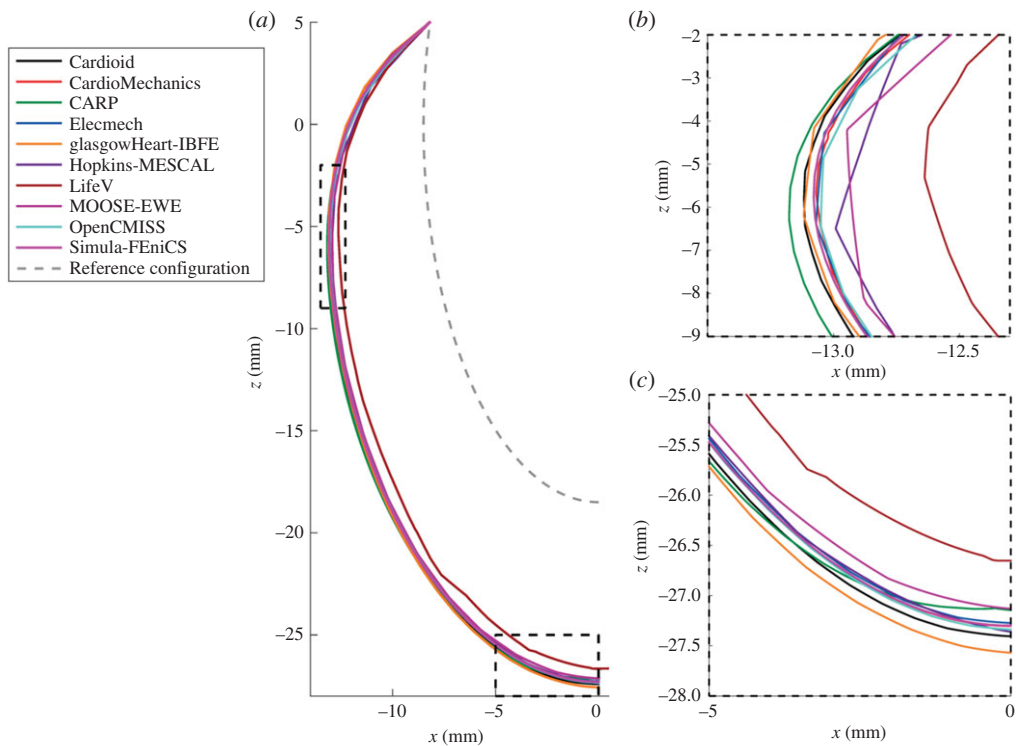 Cardioid
CardioMechanics
CARP
Elecmech
glasgowHeart-IBFE
Hopkins-MESCAL
LifeV
MOOSE-EWE
OpenCMISS
Simula-FEniCS
Reference configuration
(a)
5
0
−5
−10
−15
−20
−25
z (mm)
−10
−5
0
x (mm)
(b)
−2
−3
−4
−5
−6
−7
−8
−9
z (mm)
−13.0
−12.5
x (mm)
(c)
−25.0
−25.5
−26.0
−26.5
−27.0
−27.5
−28.0
z (mm)
−5
0
x (mm)